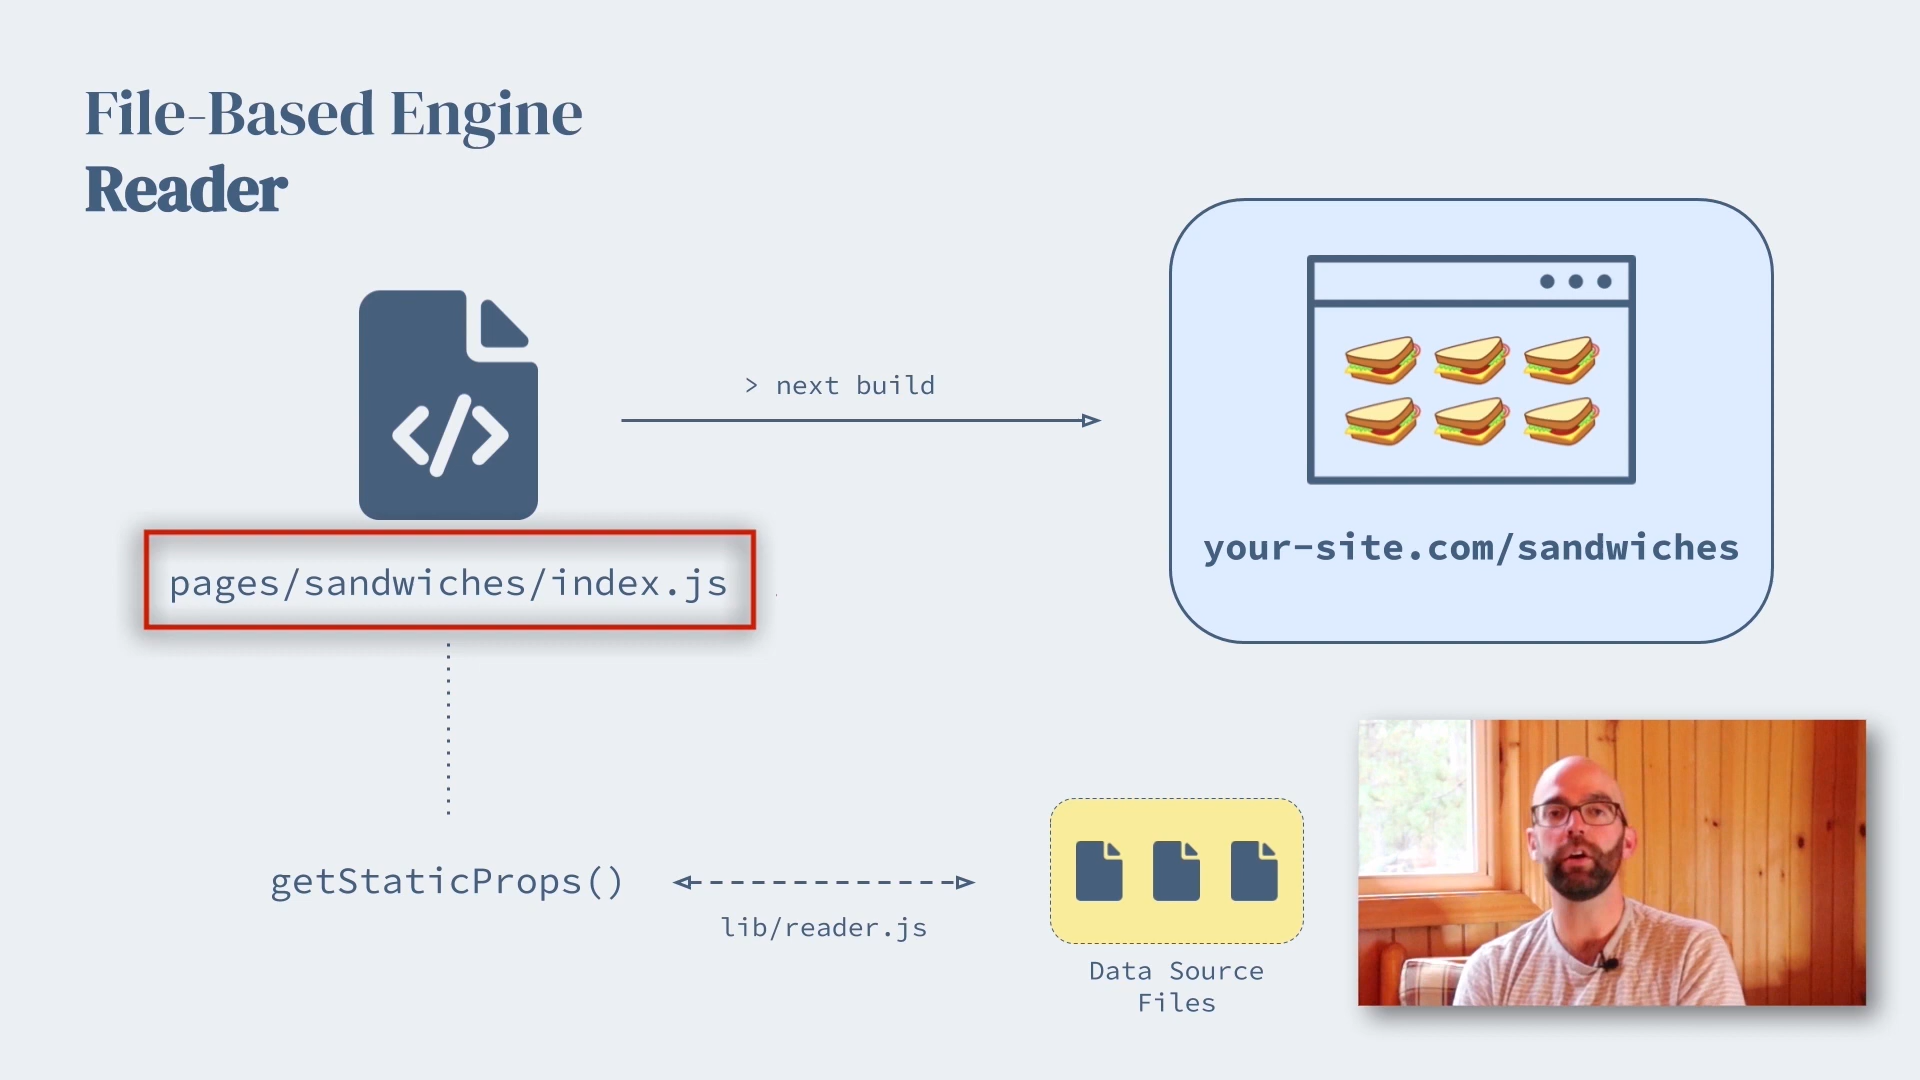 File-Based Engine
Reader
> next build
your-site.com/sandwiches
pages/sandwiches/index.js
getStaticProps()
lib/reader.js
Data Source
Files